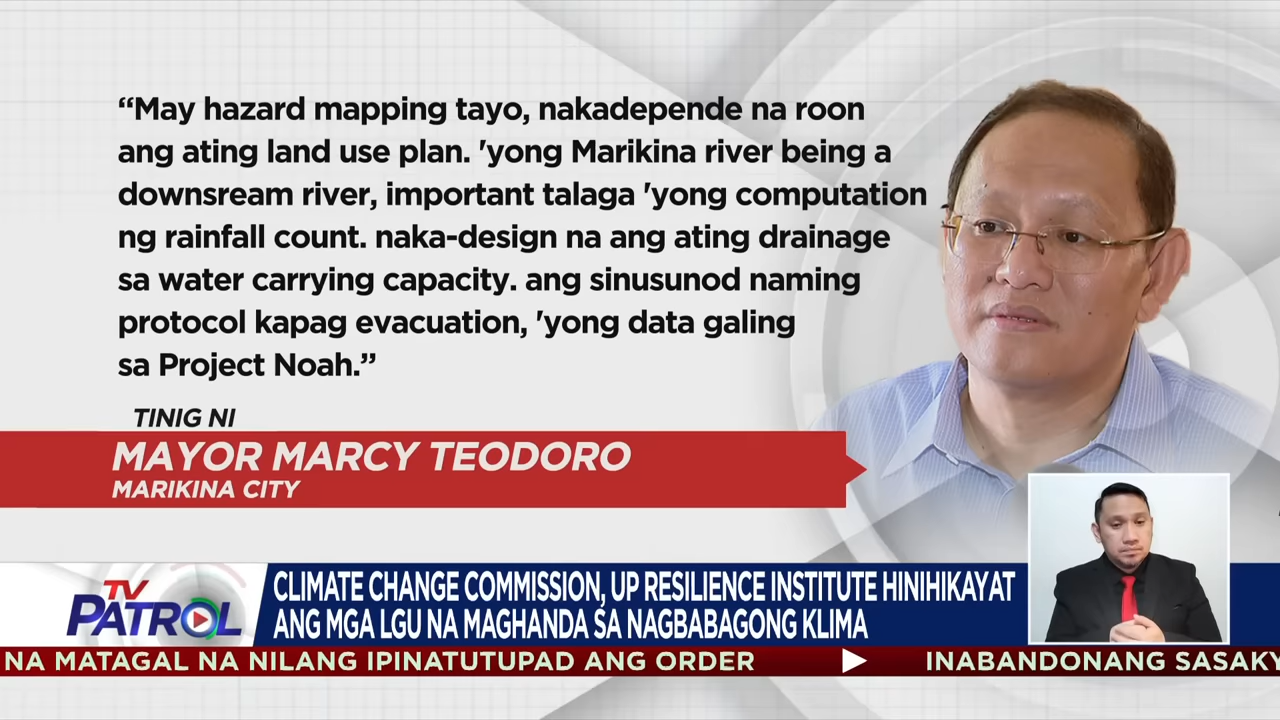 “May hazard mapping tayo, nakadepende na roon
ang ating land use plan. 'yong Marikina river being a
downsream river, important talaga 'yong computation
ng rainfall count. naka-design na ang ating drainage
sa water carrying capacity. ang sinusunod naming
protocol kapag evacuation, 'yong data galing
sa Project Noah.”
TINIG NI
MAYOR MARCY TEODORO
MARIKINA CITY
TV PATROL
CLIMATE CHANGE COMMISSION, UP RESILIENCE INSTITUTE HINIHIKAYAT
ANG MGA LGU NA MAGHANDA SA NAGBABAGONG KLIMA
NA MATAGAL NA NILANG IPINATUTUPAD ANG ORDER INABANDONANG SASAKY